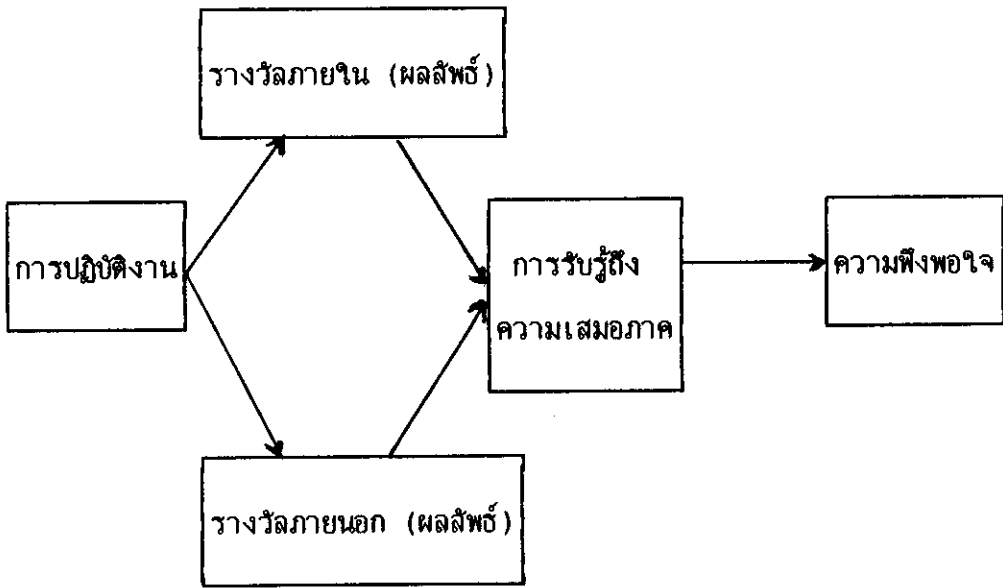 รางวัลภายใน (ผลลัพธ์)
การปฏิบัติงาน
การรับรู้ถึง
ความเสมอภาค
ความพึงพอใจ
รางวัลภายนอก (ผลลัพธ์)